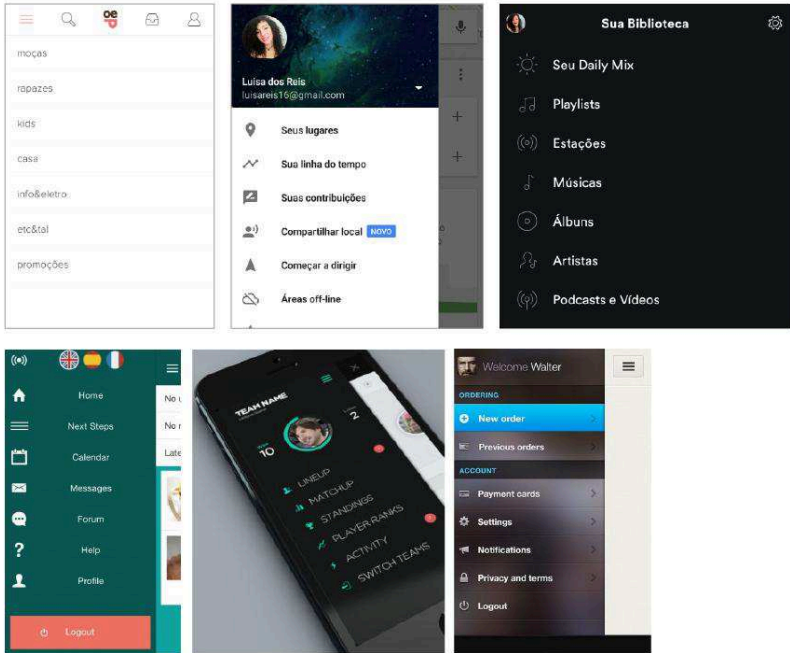 oe
moças
rapazes
kids
casa
info&eletro
etc&tal
promoções
Luisa dos Reis
luisareis16@gmail.com
Seus lugares
Sua linha do tempo
Suas contribuições
Compartilhar local NOVO
Começar a dirigir
Áreas off-line
Sua Biblioteca
Seu Daily Mix
Playlists
Estações
Músicas
Álbuns
Artistas
Podcasts e Vídeos
Home
Next Steps
Calendar
Messages
Forum
Help
Profile
Logout
No
No
Late
TEAM NAME
10
2
LINEUP
MATCHUP
STANDINGS
PLAYER RANKS
ACTIVITY
SWITCH TEAMS
Welcome Walter
ORDERING
New order
Previous orders
ACCOUNT
Payment cards
Settings
Notifications
Privacy and terms
Logout